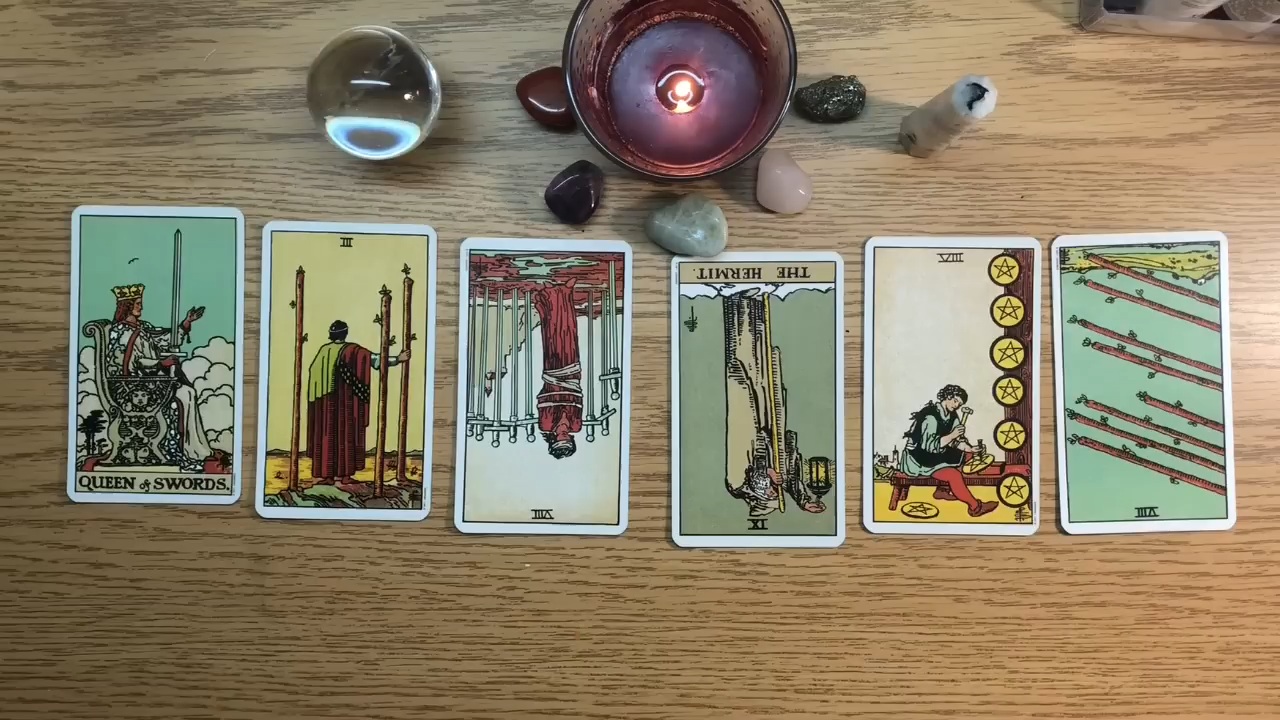 QUEEN of SWORDS.
III
VIII
THE HERMIT.
IX
VIII
VIII